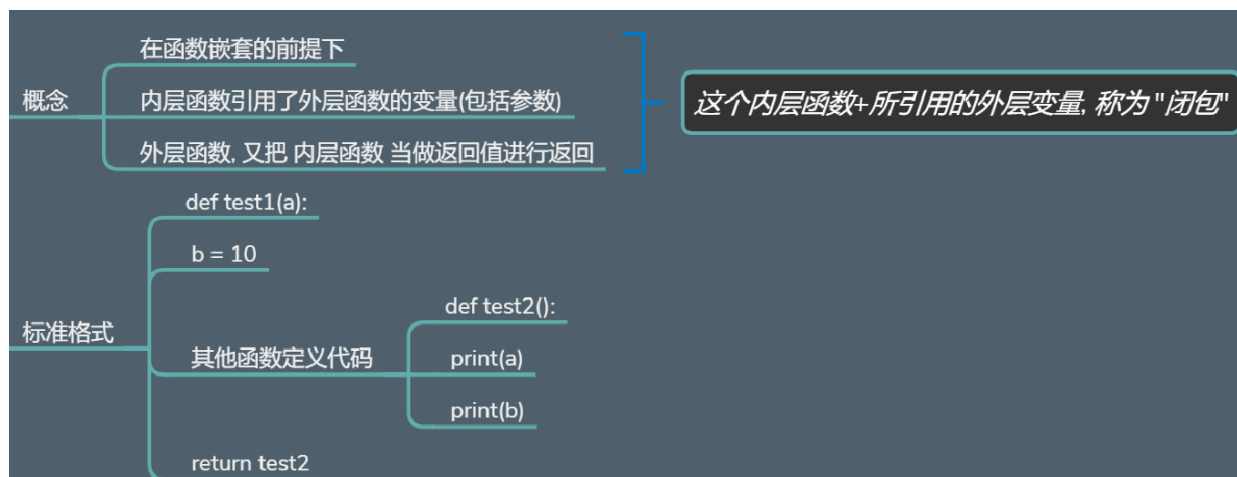 概念
在函数嵌套的前提下
内层函数引用了外层函数的变量(包括参数)
外层函数, 又把 内层函数 当做返回值进行返回
这个内层函数+所引用的外层变量, 称为 "闭包"
标准格式
def test1(a):
b = 10
其他函数定义代码
def test2():
print(a)
print(b)
return test2